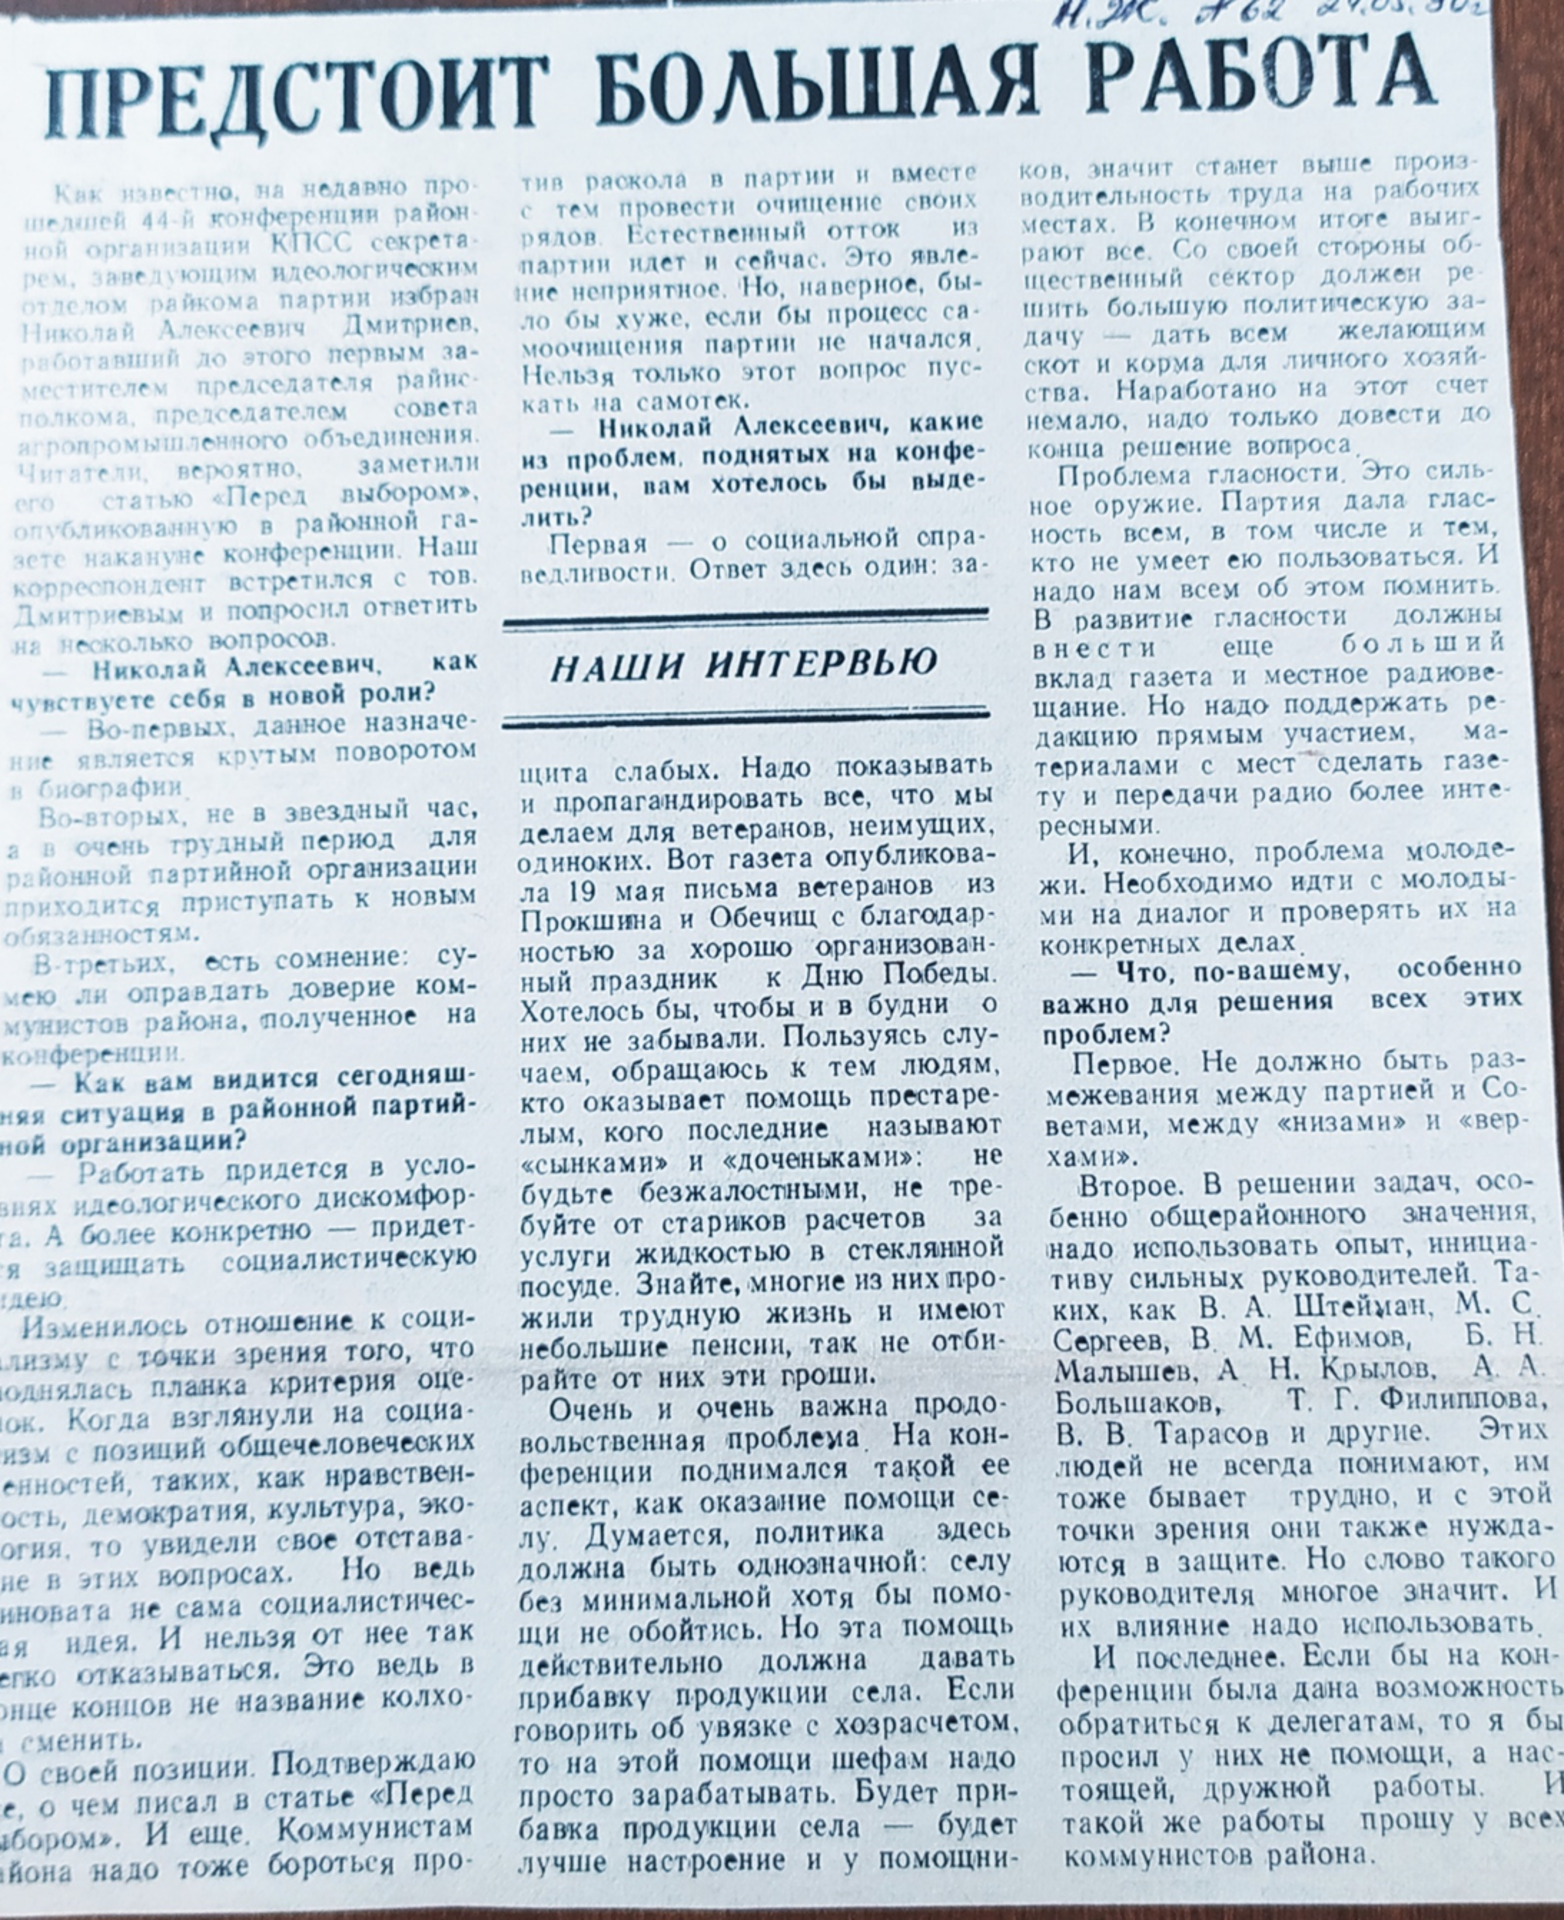 Н.Ж. № 62 24.05.90г
ПРЕДСТОИТ БОЛЬШАЯ РАБОТА
Как известно, на недавно про-
шедшей 44-й конференции район-
ной организации КПСС секрета-
рем, заведующим идеологическим
отделом райкома партии избран
Николай Алексеевич Дмитриев,
работавший до этого первым за-
местителем председателя райис-
полкома, председателем совета
агропромышленного объединения.
Читатели, вероятно, заметили
его статью «Перед выбором»,
опубликованную в районной га-
зете накануне конференции. Наш
корреспондент встретился с тов.
Дмитриевым и попросил ответить
на несколько вопросов.
— Николай Алексеевич, как
чувствуете себя в новой роли?
— Во-первых, данное назначе-
ние является крутым поворотом
в биографии.
Во-вторых, не в звездный час,
а в очень трудный период для
районной партийной организации
приходится приступать к новым
обязанностям.
В-третьих, есть сомнение: су-
мею ли оправдать доверие ком-
мунистов района, полученное на
конференции.
— Как вам видится сегодняш-
няя ситуация в районной партий-
ной организации?
— Работать придется в усло-
виях идеологического дискомфор-
та. А более конкретно — придет-
я защищать социалистическую
идею.
Изменилось отношение к соци-
ализму с точки зрения того, что
однялась планка критерия оце-
ок. Когда взглянули на социа-
изм с позиций общечеловеческих
енностей, таких, как нравствен-
ость, демократия, культура, эко-
огия, то увидели свое отстава-
ие в этих вопросах. Но ведь
иновата не сама социалистичес-
ая идея. И нельзя от нее так
егко отказываться. Это ведь в
онце концов не название колхо-
сменить.
О своей позиции. Подтверждаю
е, о чем писал в статье «Перед
ыбором». И еще. Коммунистам
айона надо тоже бороться про-
тив раскола в партии и вместе
с тем провести очищение своих
рядов. Естественный отток из
партии идет и сейчас. Это явле-
ние неприятное. Но, наверное, бы-
ло бы хуже, если бы процесс са-
моочищения партии не начался.
Нельзя только этот вопрос пус-
кать на самотек.
— Николай Алексеевич, какие
из проблем, поднятых на конфе-
ренции, вам хотелось бы выде-
лить?
Первая — о социальной спра-
ведливости. Ответ здесь один: за-
НАШИ ИНТЕРВЬЮ
щита слабых. Надо показывать
и пропагандировать все, что мы
делаем для ветеранов, неимущих,
одиноких. Вот газета опубликова-
ла 19 мая письма ветеранов из
Прокшина и Обечищ с благодар-
ностью за хорошо организован-
ный праздник к Дню Победы.
Хотелось бы, чтобы и в будни о
них не забывали. Пользуясь слу-
чаем, обращаюсь к тем людям,
кто оказывает помощь престаре-
лым, кого последние называют
«сынками» и «доченьками»: не
будьте безжалостными, не тре-
буйте от стариков расчетов за
услуги жидкостью в стеклянной
посуде. Знайте, многие из них про-
жили трудную жизнь и имеют
небольшие пенсии, так не отби-
райте от них эти гроши.
Очень и очень важна продо-
вольственная проблема. На кон-
ференции поднимался такой ее
аспект, как оказание помощи се-
лу. Думается, политика здесь
должна быть однозначной: селу
без минимальной хотя бы помо-
щи не обойтись. Но эта помощь
действительно должна давать
прибавку продукции села. Если
говорить об увязке с хозрасчетом,
то на этой помощи шефам надо
просто зарабатывать. Будет при-
бавка продукции села — будет
лучше настроение и у помощни-
ков, значит станет выше произ-
водительность труда на рабочих
местах. В конечном итоге выиг-
рают все. Со своей стороны об-
щественный сектор должен ре-
шить большую политическую за-
дачу — дать всем желающим
скот и корма для личного хозяй-
ства. Наработано на этот счет
немало, надо только довести до
конца решение вопроса.
Проблема гласности. Это силь-
ное оружие. Партия дала глас-
ность всем, в том числе и тем,
кто не умеет ею пользоваться. И
надо нам всем об этом помнить.
В развитие гласности должны
внести еще больший
вклад газета и местное радиове-
щание. Но надо поддержать ре-
дакцию прямым участием, ма-
териалами с мест сделать газе-
ту и передачи радио более инте-
ресными.
И, конечно, проблема молоде-
жи. Необходимо идти с молоды-
ми на диалог и проверять их на
конкретных делах.
— Что, по-вашему, особенно
важно для решения всех этих
проблем?
Первое. Не должно быть раз-
межевания между партией и Со-
ветами, между «низами» и «вер-
хами».
Второе. В решении задач, осо-
бенно общерайонного значения,
надо использовать опыт, инициа-
тиву сильных руководителей. Та-
ких, как В. А. Штейман, М. С.
Сергеев, В. М. Ефимов, Б. Н.
Малышев, А. Н. Крылов, А. А.
Большаков, Т. Г. Филиппова,
В. В. Тарасов и другие. Этих
людей не всегда понимают, им
тоже бывает трудно, и с этой
точки зрения они также нужда-
ются в защите. Но слово такого
руководителя многое значит. И
их влияние надо использовать.
И последнее. Если бы на кон-
ференции была дана возможность
обратиться к делегатам, то я бы
просил у них не помощи, а нас-
тоящей, дружной работы. И
такой же работы прошу у всех
коммунистов района.